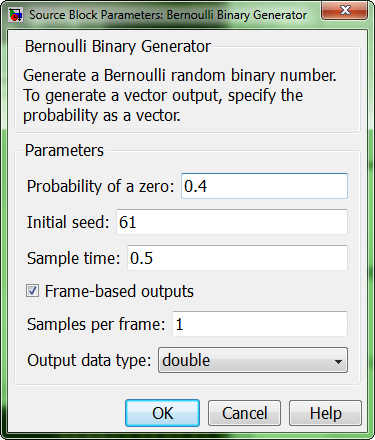 Source Block Parameters: Bernoulli Binary Generator
Bernoulli Binary Generator
Generate a Bernoulli random binary number.
To generate a vector output, specify the
probability as a vector.
Parameters
Probability of a zero: 0.4
Initial seed: 61
Sample time: 0.5
Frame-based outputs
Samples per frame: 1
Output data type: double
OK Cancel Help